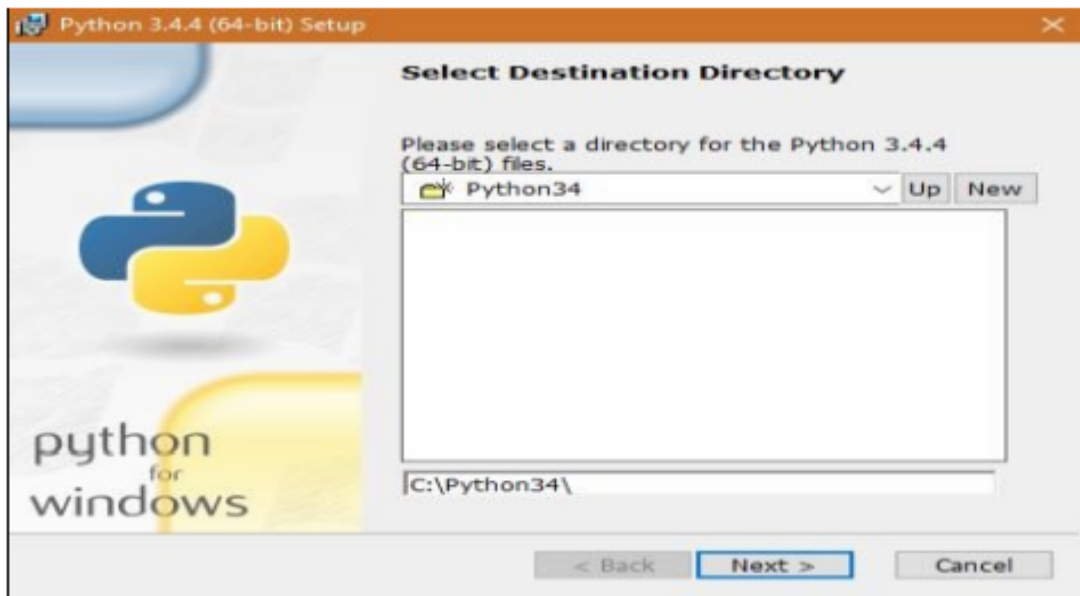 Python 3.4.4 (64-bit) Setup
Select Destination Directory
Please select a directory for the Python 3.4.4
(64-bit) files.
Python34
Up New
C:\Python34\
python
for
windows
< Back Next > Cancel